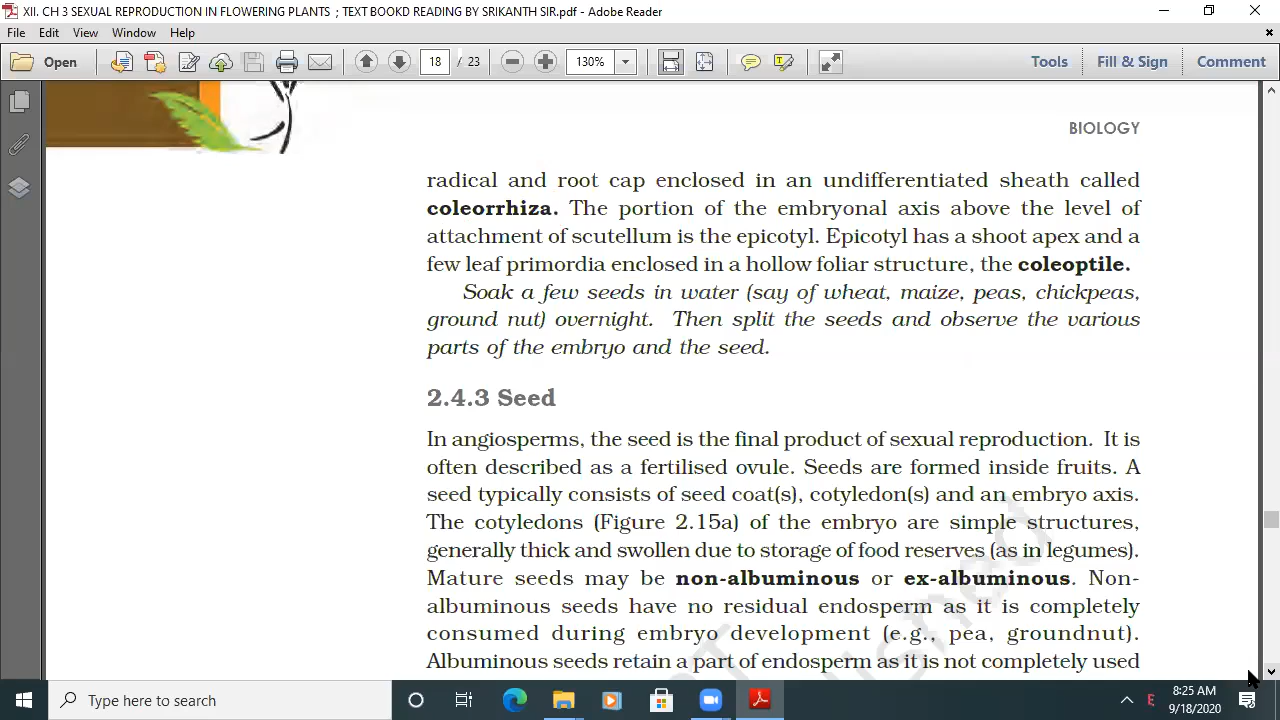 XII. CH 3 SEXUAL REPRODUCTION IN FLOWERING PLANTS ; TEXT BOOKD READING BY SRIKANTH SIR.pdf - Adobe Reader
File Edit View Window Help
Open 18 / 23 130% Tools Fill & Sign Comment
BIOLOGY
radical and root cap enclosed in an undifferentiated sheath called
coleorrhiza. The portion of the embryonal axis above the level of
attachment of scutellum is the epicotyl. Epicotyl has a shoot apex and a
few leaf primordia enclosed in a hollow foliar structure, the coleoptile.
Soak a few seeds in water (say of wheat, maize, peas, chickpeas,
ground nut) overnight. Then split the seeds and observe the various
parts of the embryo and the seed.
2.4.3 Seed
In angiosperms, the seed is the final product of sexual reproduction. It is
often described as a fertilised ovule. Seeds are formed inside fruits. A
seed typically consists of seed coat(s), cotyledon(s) and an embryo axis.
The cotyledons (Figure 2.15a) of the embryo are simple structures,
generally thick and swollen due to storage of food reserves (as in legumes).
Mature seeds may be non-albuminous or ex-albuminous. Non-
albuminous seeds have no residual endosperm as it is completely
consumed during embryo development (e.g., pea, groundnut).
Albuminous seeds retain a part of endosperm as it is not completely used
Type here to search
8:25 AM
9/18/2020